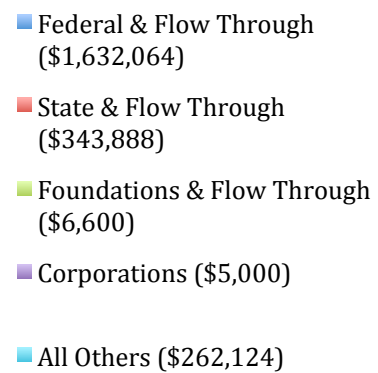 Federal & Flow Through
($1,632,064)
State & Flow Through
($343,888)
Foundations & Flow Through
($6,600)
Corporations ($5,000)
All Others ($262,124)